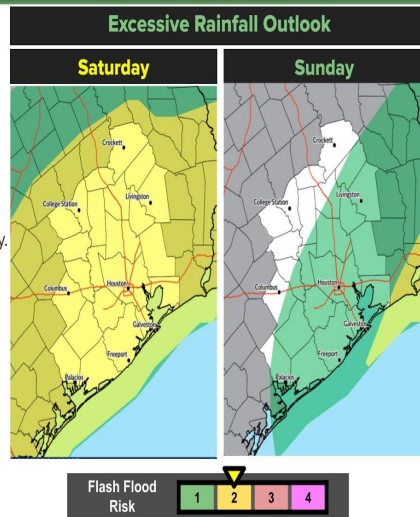 Excessive Rainfall Outlook
Saturday
Sunday
y.
Crockett
College Station
Livingston
Columbus
Houston
Galveston
Freeport
Palacios
Crockett
College Station
Livingston
Columbus
Houston
Galveston
Freeport
Palacios
Flash Flood
Risk
1 2 3 4